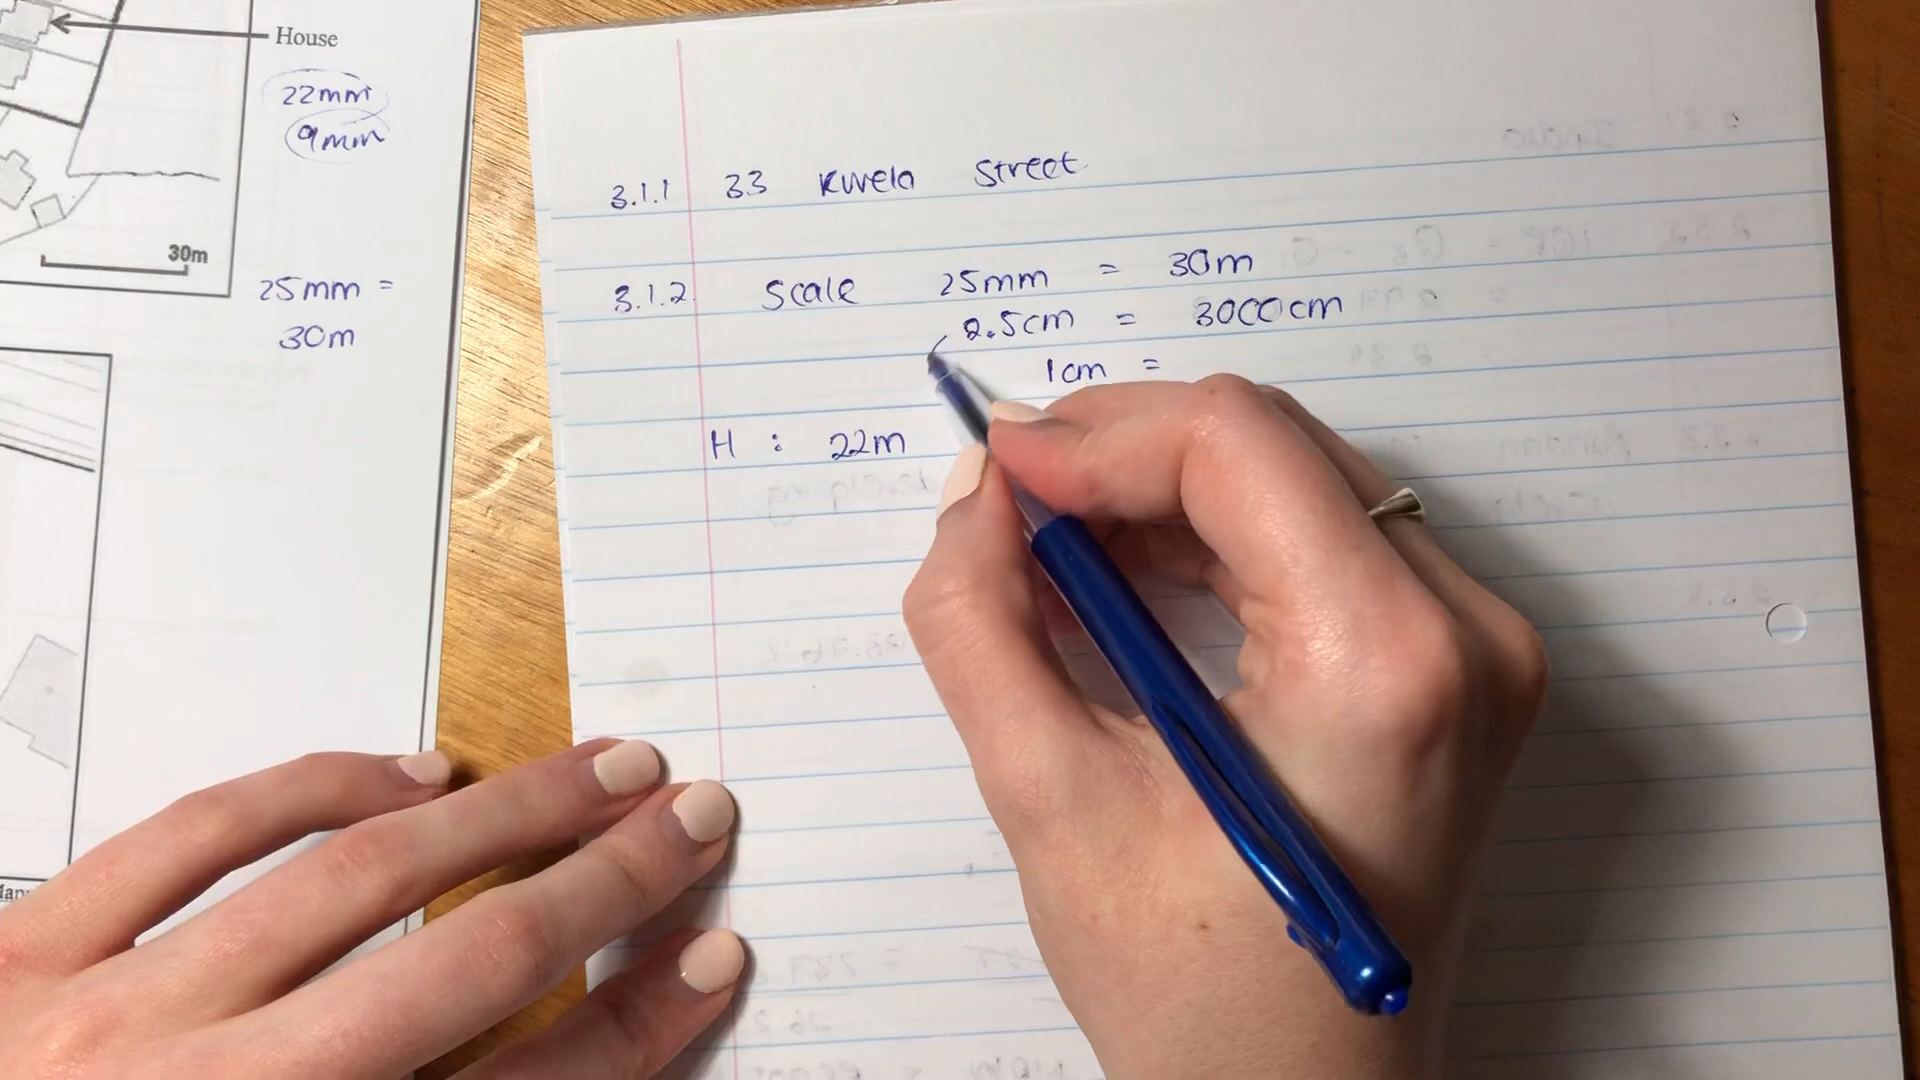 House
22mm
9mm
30m
25mm =
30m
3.1.1 33 Kwela Street
3.1.2. Scale 25mm = 30m
2.5cm = 3000cm
1cm =
H : 22m